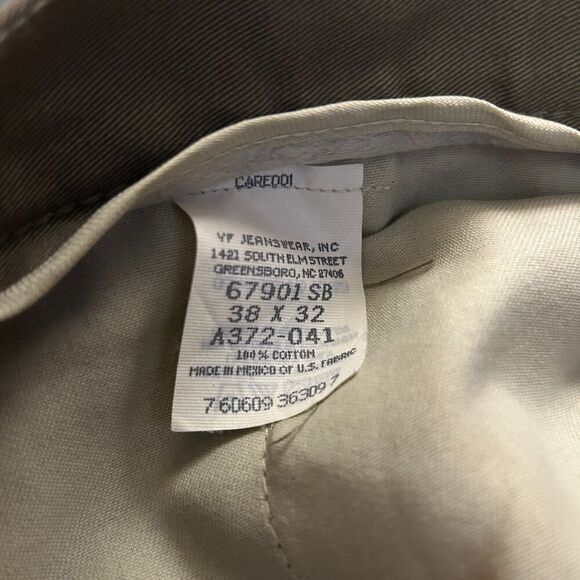 CARE001
VF JEANSWEAR, INC
1421 SOUTH ELM STREET
GREENSBORO, NC 27406
67901 SB
38 X 32
A372-041
100% COTTON
MADE IN MEXICO OF U.S. FABRIC
7 60609 36309 7